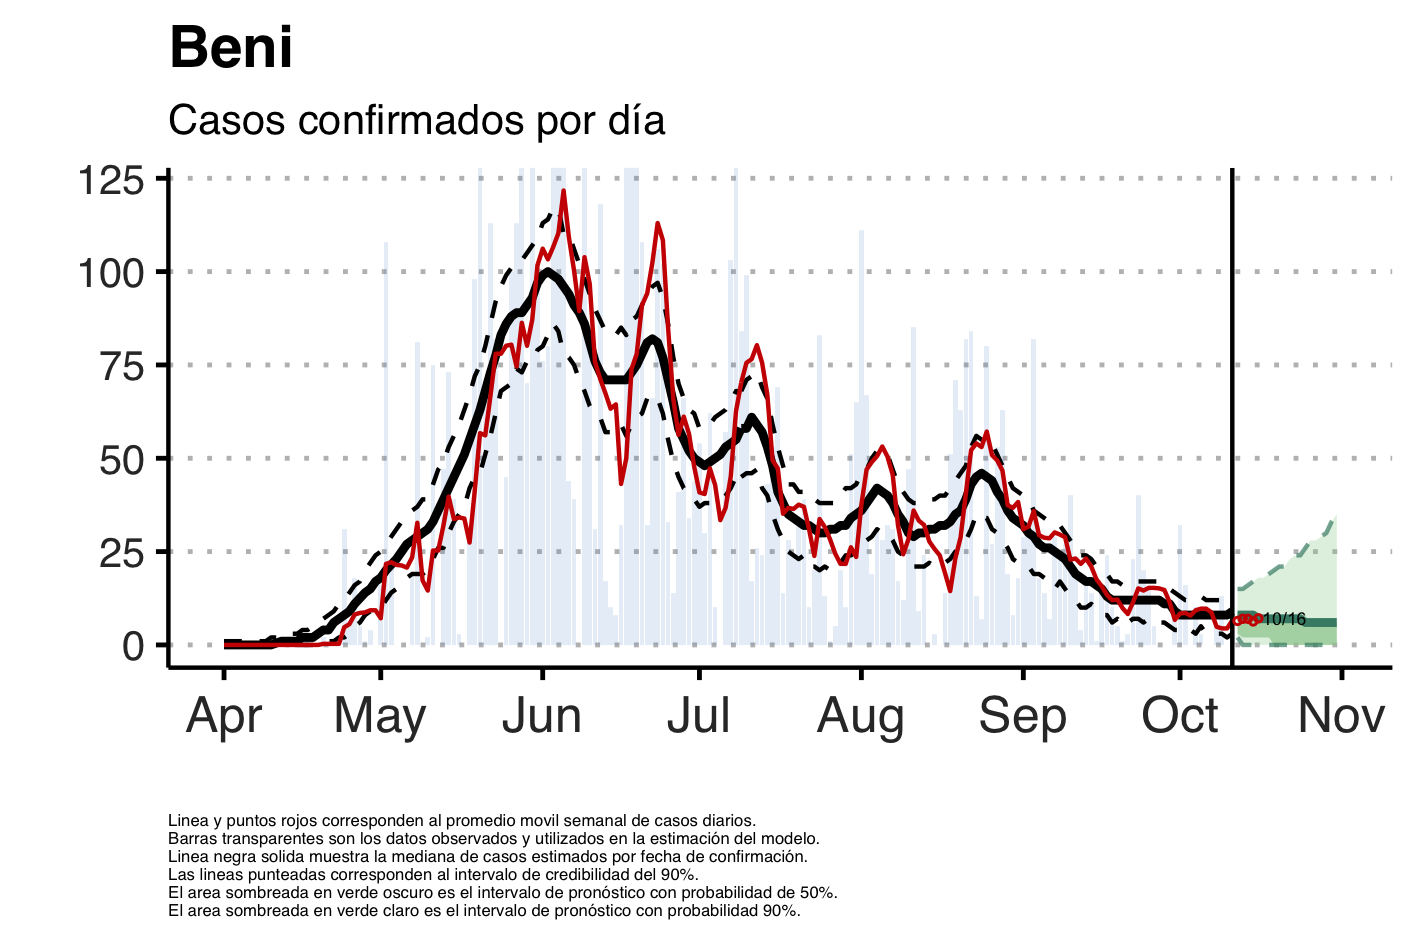 Beni
Casos confirmados por día
125
100
75
50
25
0
10/16
Apr May Jun Jul Aug Sep Oct Nov
Linea y puntos rojos corresponden al promedio movil semanal de casos diarios.
Barras transparentes son los datos observados y utilizados en la estimación del modelo.
Linea negra solida muestra la mediana de casos estimados por fecha de confirmación.
Las lineas punteadas corresponden al intervalo de credibilidad del 90%.
El area sombreada en verde oscuro es el intervalo de pronóstico con probabilidad de 50%.
El area sombreada en verde claro es el intervalo de pronóstico con probabilidad 90%.